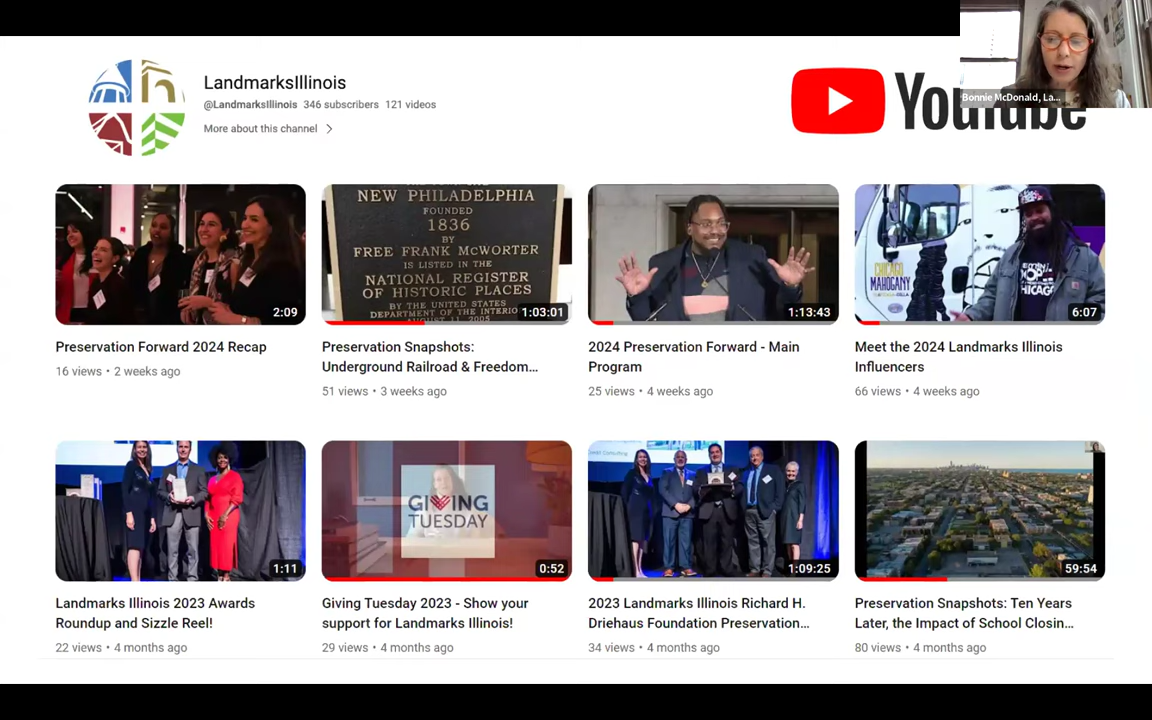 Bonnie McDonald, La...
LandmarksIllinois
@LandmarksIllinois 346 subscribers 121 videos
More about this channel
YouTube
NEW PHILADELPHIA
FOUNDED
1836
BY
FREE FRANK McWORTER
IS LISTED IN THE
NATIONAL REGISTER
OF HISTORIC PLACES
BY THE UNITED STATES
DEPARTMENT OF THE INTERIO
AUGUST 11, 2005
CHICAGO
MAHOGANY
CHICAGO
2:09
1:03:01
1:13:43
6:07
Preservation Forward 2024 Recap
16 views • 2 weeks ago
Preservation Snapshots:
Underground Railroad & Freedom...
51 views • 3 weeks ago
2024 Preservation Forward - Main
Program
25 views • 4 weeks ago
Meet the 2024 Landmarks Illinois
Influencers
66 views • 4 weeks ago
GIVING
TUESDAY
1:11
0:52
1:09:25
59:54
Landmarks Illinois 2023 Awards
Roundup and Sizzle Reel!
22 views • 4 months ago
Giving Tuesday 2023 - Show your
support for Landmarks Illinois!
29 views • 4 months ago
2023 Landmarks Illinois Richard H.
Driehaus Foundation Preservation...
34 views • 4 months ago
Preservation Snapshots: Ten Years
Later, the Impact of School Closin...
80 views • 4 months ago